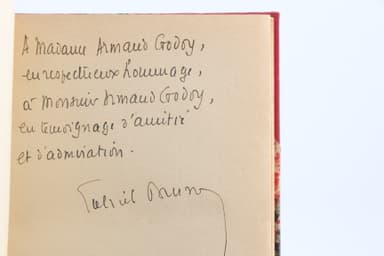 A Madame Armand Godoy,
en respectueux hommage,
à Monsieur Armand Godoy,
en témoignage d'amitié
et d'admiration.